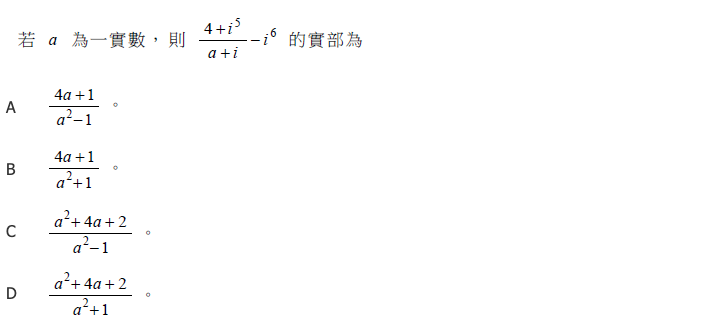 若 a 為一實數，則 \frac{4+i^5}{a+i} - i^6 的實部為
A \frac{4a+1}{a^2-1}。
B \frac{4a+1}{a^2+1}。
C \frac{a^2+4a+2}{a^2-1}。
D \frac{a^2+4a+2}{a^2+1}。